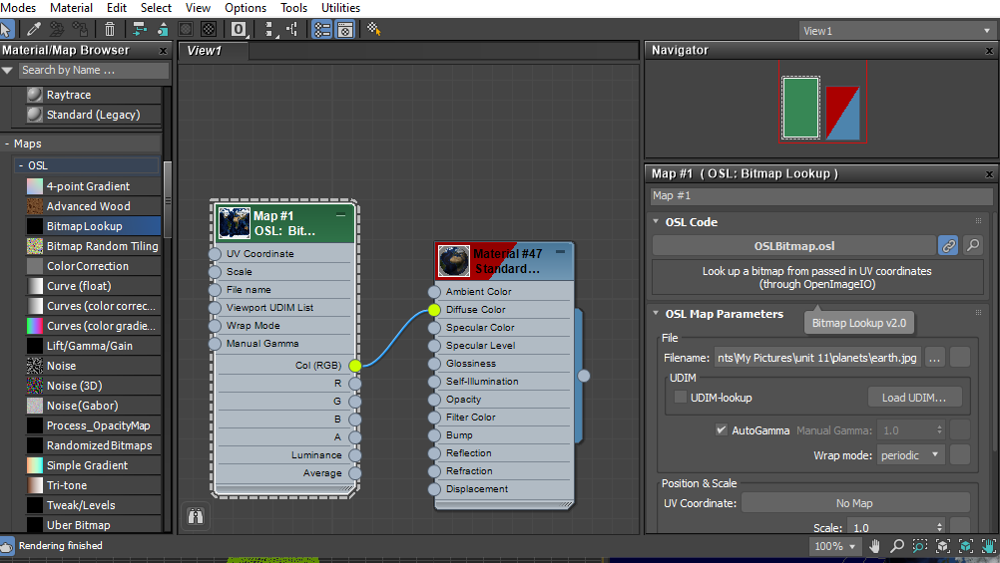 Modes Material Edit Select View Options Tools Utilities
View1
Material/Map Browser x
Search by Name ...
Raytrace
Standard (Legacy)
- Maps
- OSL
4-point Gradient
Advanced Wood
Bitmap Lookup
Bitmap Random Tiling
ColorCorrection
Curve (float)
Curves (color correc...
Curves (color gradie...
Lift/Gamma/Gain
Noise
Noise (3D)
Noise(Gabor)
Process_OpacityMap
RandomizedBitmaps
Simple Gradient
Tri-tone
Tweak/Levels
Uber Bitmap
View1
Map #1
OSL: Bit...
UV Coordinate
Scale
File name
Viewport UDIM List
Wrap Mode
Manual Gamma
Col (RGB)
R
G
B
A
Luminance
Average
Material #47
Standard...
Ambient Color
Diffuse Color
Specular Color
Specular Level
Glossiness
Self-Illumination
Opacity
Filter Color
Bump
Reflection
Refraction
Displacement
Navigator x
Map #1 ( OSL: Bitmap Lookup ) x
Map #1
OSL Code
OSLBitmap.osl
Look up a bitmap from passed in UV coordinates
(through OpenImageIO)
OSL Map Parameters
Bitmap Lookup v2.0
File
Filename: nts\My Pictures\unit 11\planets\earth.jpg ...
UDIM
UDIM-lookup Load UDIM...
AutoGamma Manual Gamma: 1.0
Wrap mode: periodic
Position & Scale
UV Coordinate: No Map
Scale: 1.0
Rendering finished
100%